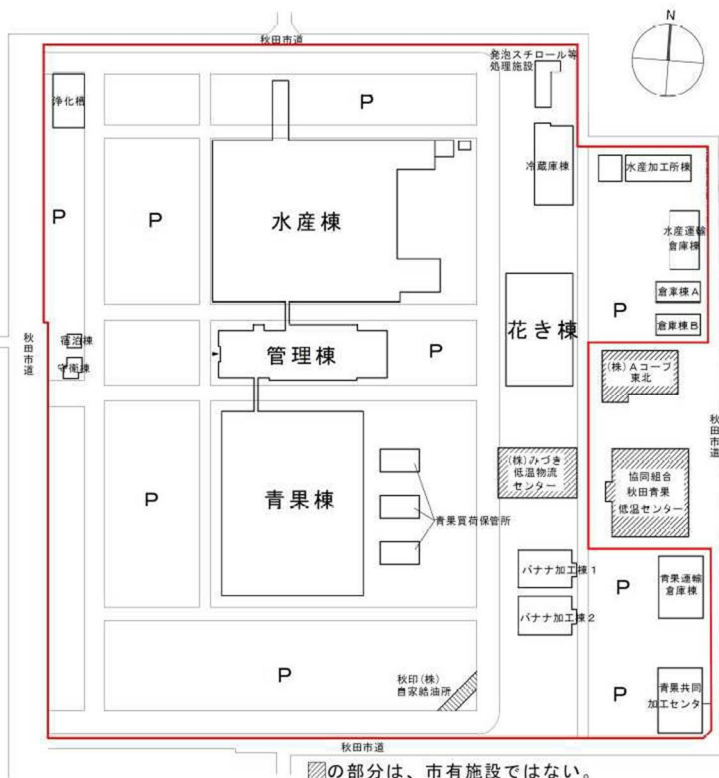 秋田市道
N
発泡スチロール等
処理施設
浄化槽
P
冷蔵庫棟
水産加工所棟
P
P
水産棟
水産運輸
倉庫棟
倉庫棟A
P
倉庫棟B
花き棟
秋田市道
宿泊棟
守衛棟
管理棟
P
(株)Aコープ
東北
秋田市道
(株)みづき
低温物流
センター
協同組合
秋田青果
低温センター
P
青果棟
青果買荷保管所
バナナ加工棟1
P
青果運輸
倉庫棟
バナナ加工棟2
P
秋印(株)
自家給油所
P
青果共同
加工センター
秋田市道
の部分は、市有施設ではない。